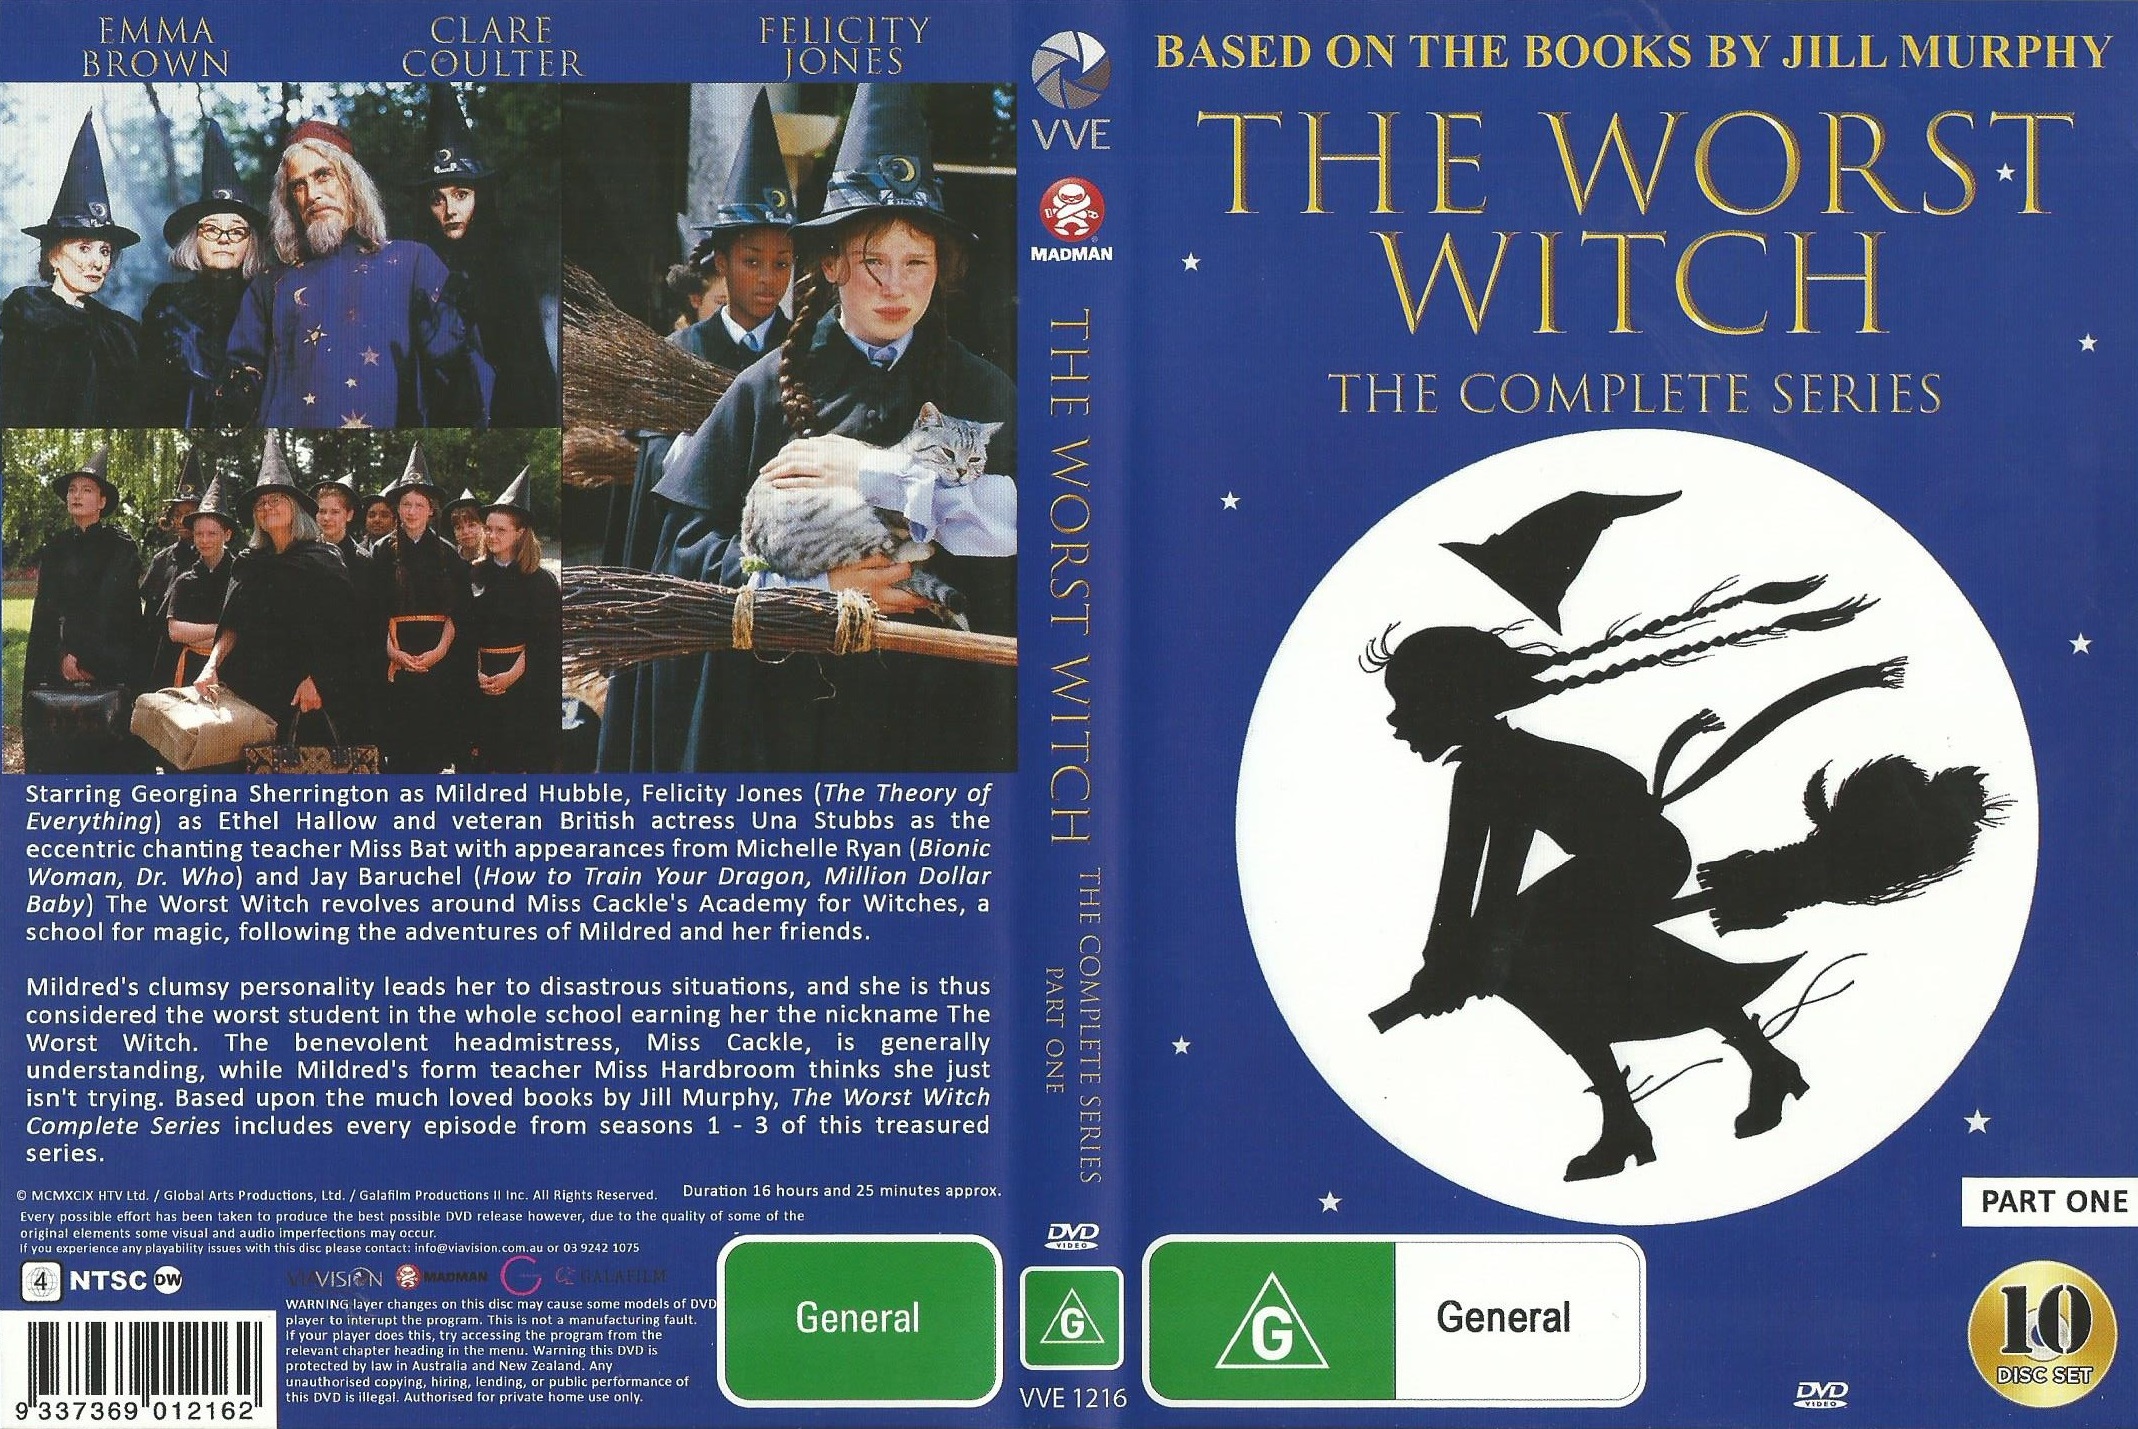 EMMA
BROWN
CLARE
COULTER
FELICITY
JONES
Starring Georgina Sherrington as Mildred Hubble, Felicity Jones (The Theory of
Everything) as Ethel Hallow and veteran British actress Una Stubbs as the
eccentric chanting teacher Miss Bat with appearances from Michelle Ryan (Bionic
Woman, Dr. Who) and Jay Baruchel (How to Train Your Dragon, Million Dollar
Baby) The Worst Witch revolves around Miss Cackle's Academy for Witches, a
school for magic, following the adventures of Mildred and her friends.
Mildred's clumsy personality leads her to disastrous situations, and she is thus
considered the worst student in the whole school earning her the nickname The
Worst Witch. The benevolent headmistress, Miss Cackle, is generally
understanding, while Mildred's form teacher Miss Hardbroom thinks she just
isn't trying. Based upon the much loved books by Jill Murphy, The Worst Witch
Complete Series includes every episode from seasons 1 - 3 of this treasured
series.
© MCMXCIX HTV Ltd. / Global Arts Productions, Ltd. / Galafilm Productions II Inc. All Rights Reserved.
Duration 16 hours and 25 minutes approx.
Every possible effort has been taken to produce the best possible DVD release however, due to the quality of some of the
original elements some visual and audio imperfections may occur.
If you experience any playability issues with this disc please contact: info@viavision.com.au or 03 9242 1075
4 NTSC DW
VIAVISION MADMAN G GALAFILM
WARNING layer changes on this disc may cause some models of DVD
player to interupt the program. This is not a manufacturing fault.
If your player does this, try accessing the program from the
relevant chapter heading in the menu. Warning this DVD is
protected by law in Australia and New Zealand. Any
unauthorised copying, hiring, lending, or public performance of
this DVD is illegal. Authorised for private home use only.
9 337369 012162
General
VVE
MADMAN
THE WORST WITCH
THE COMPLETE SERIES
PART ONE
DVD
VIDEO
G
VVE 1216
BASED ON THE BOOKS BY JILL MURPHY
THE WORST
WITCH
THE COMPLETE SERIES
PART ONE
G
General
10
DISC SET
DVD
VIDEO